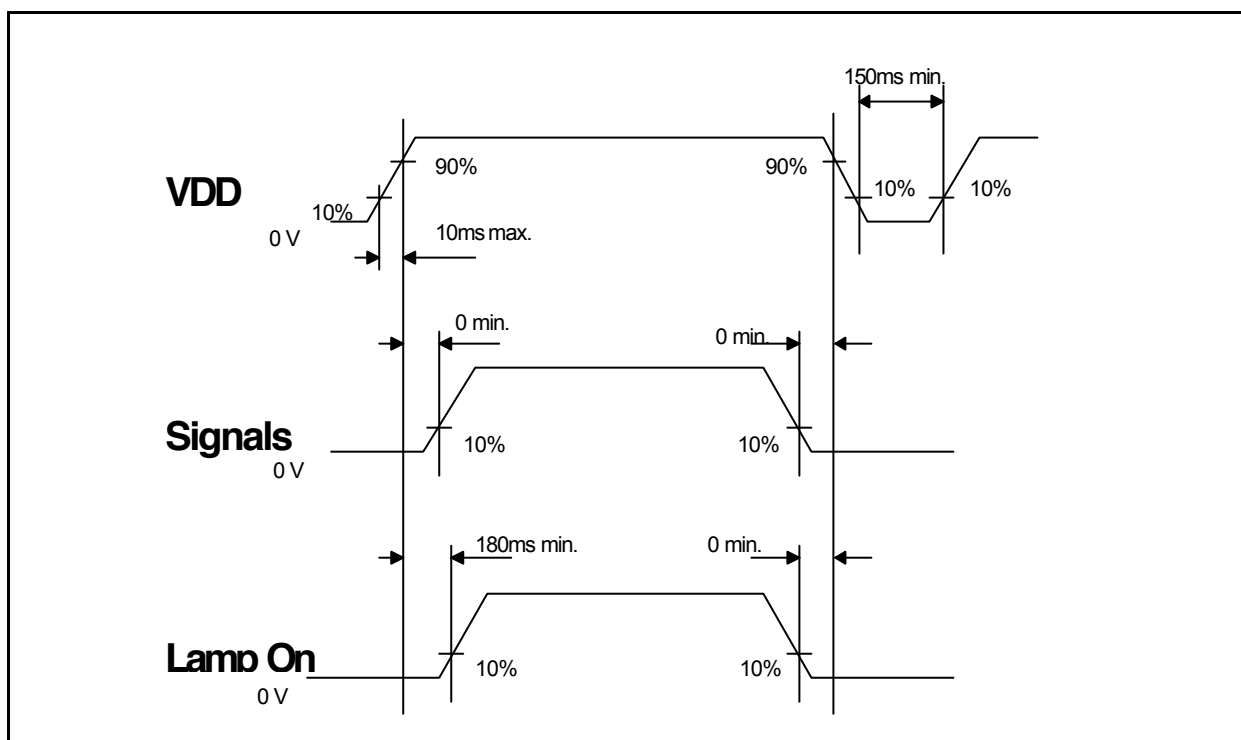 150ms min.
VDD
90%
90%
10%
10%
10%
0 V
10ms max.
0 min.
0 min.
Signals
10%
10%
0 V
180ms min.
0 min.
Lamp On
10%
10%
0 V